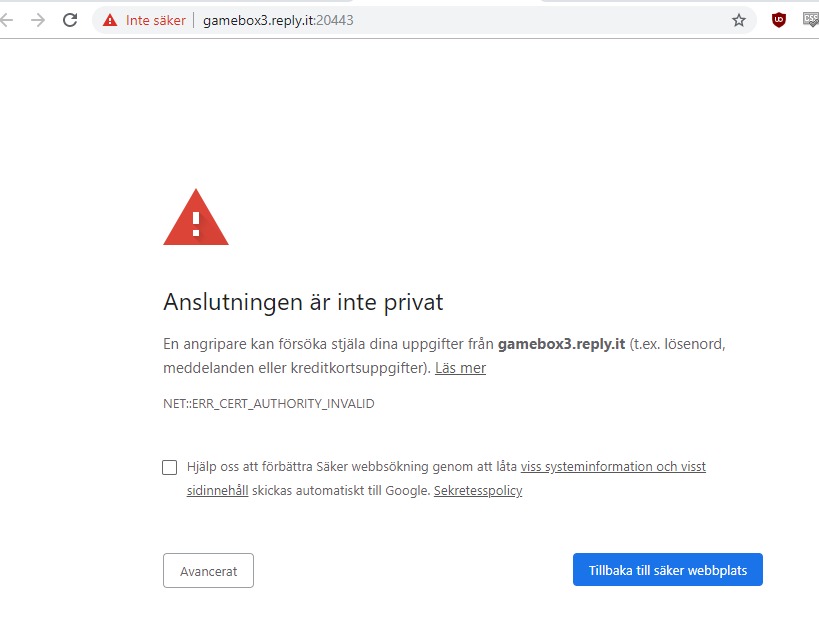 Inte säker gamebox3.reply.it:20443
Anslutningen är inte privat
En angripare kan försöka stjäla dina uppgifter från gamebox3.reply.it (t.ex. lösenord,
meddelanden eller kreditkortsuppgifter). Läs mer
NET::ERR_CERT_AUTHORITY_INVALID
Hjälp oss att förbättra Säker webbsökning genom att låta viss systeminformation och visst
sidinnehåll skickas automatiskt till Google. Sekretesspolicy
Avancerat Tillbaka till säker webbplats